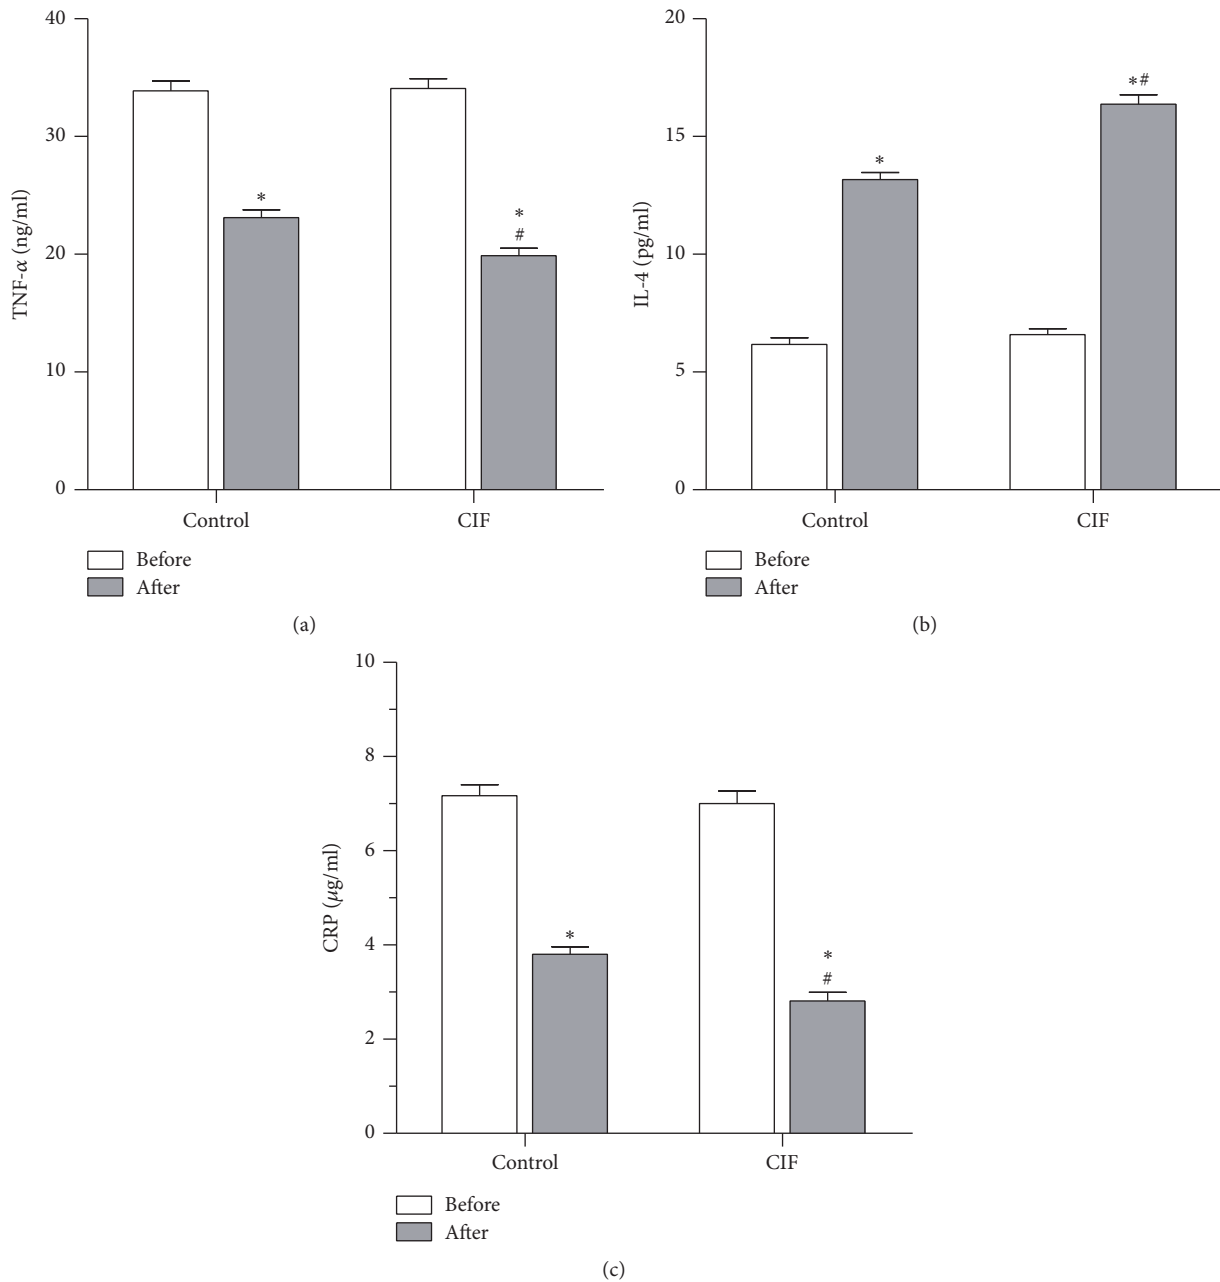 40
30
20
10
0
TNF-α (ng/ml)
*
*
#
Control
CIF
Before
After
(a)
20
15
10
5
0
IL-4 (pg/ml)
*
*#
Control
CIF
Before
After
(b)
10
8
6
4
2
0
CRP (μg/ml)
*
*
#
Control
CIF
Before
After
(c)